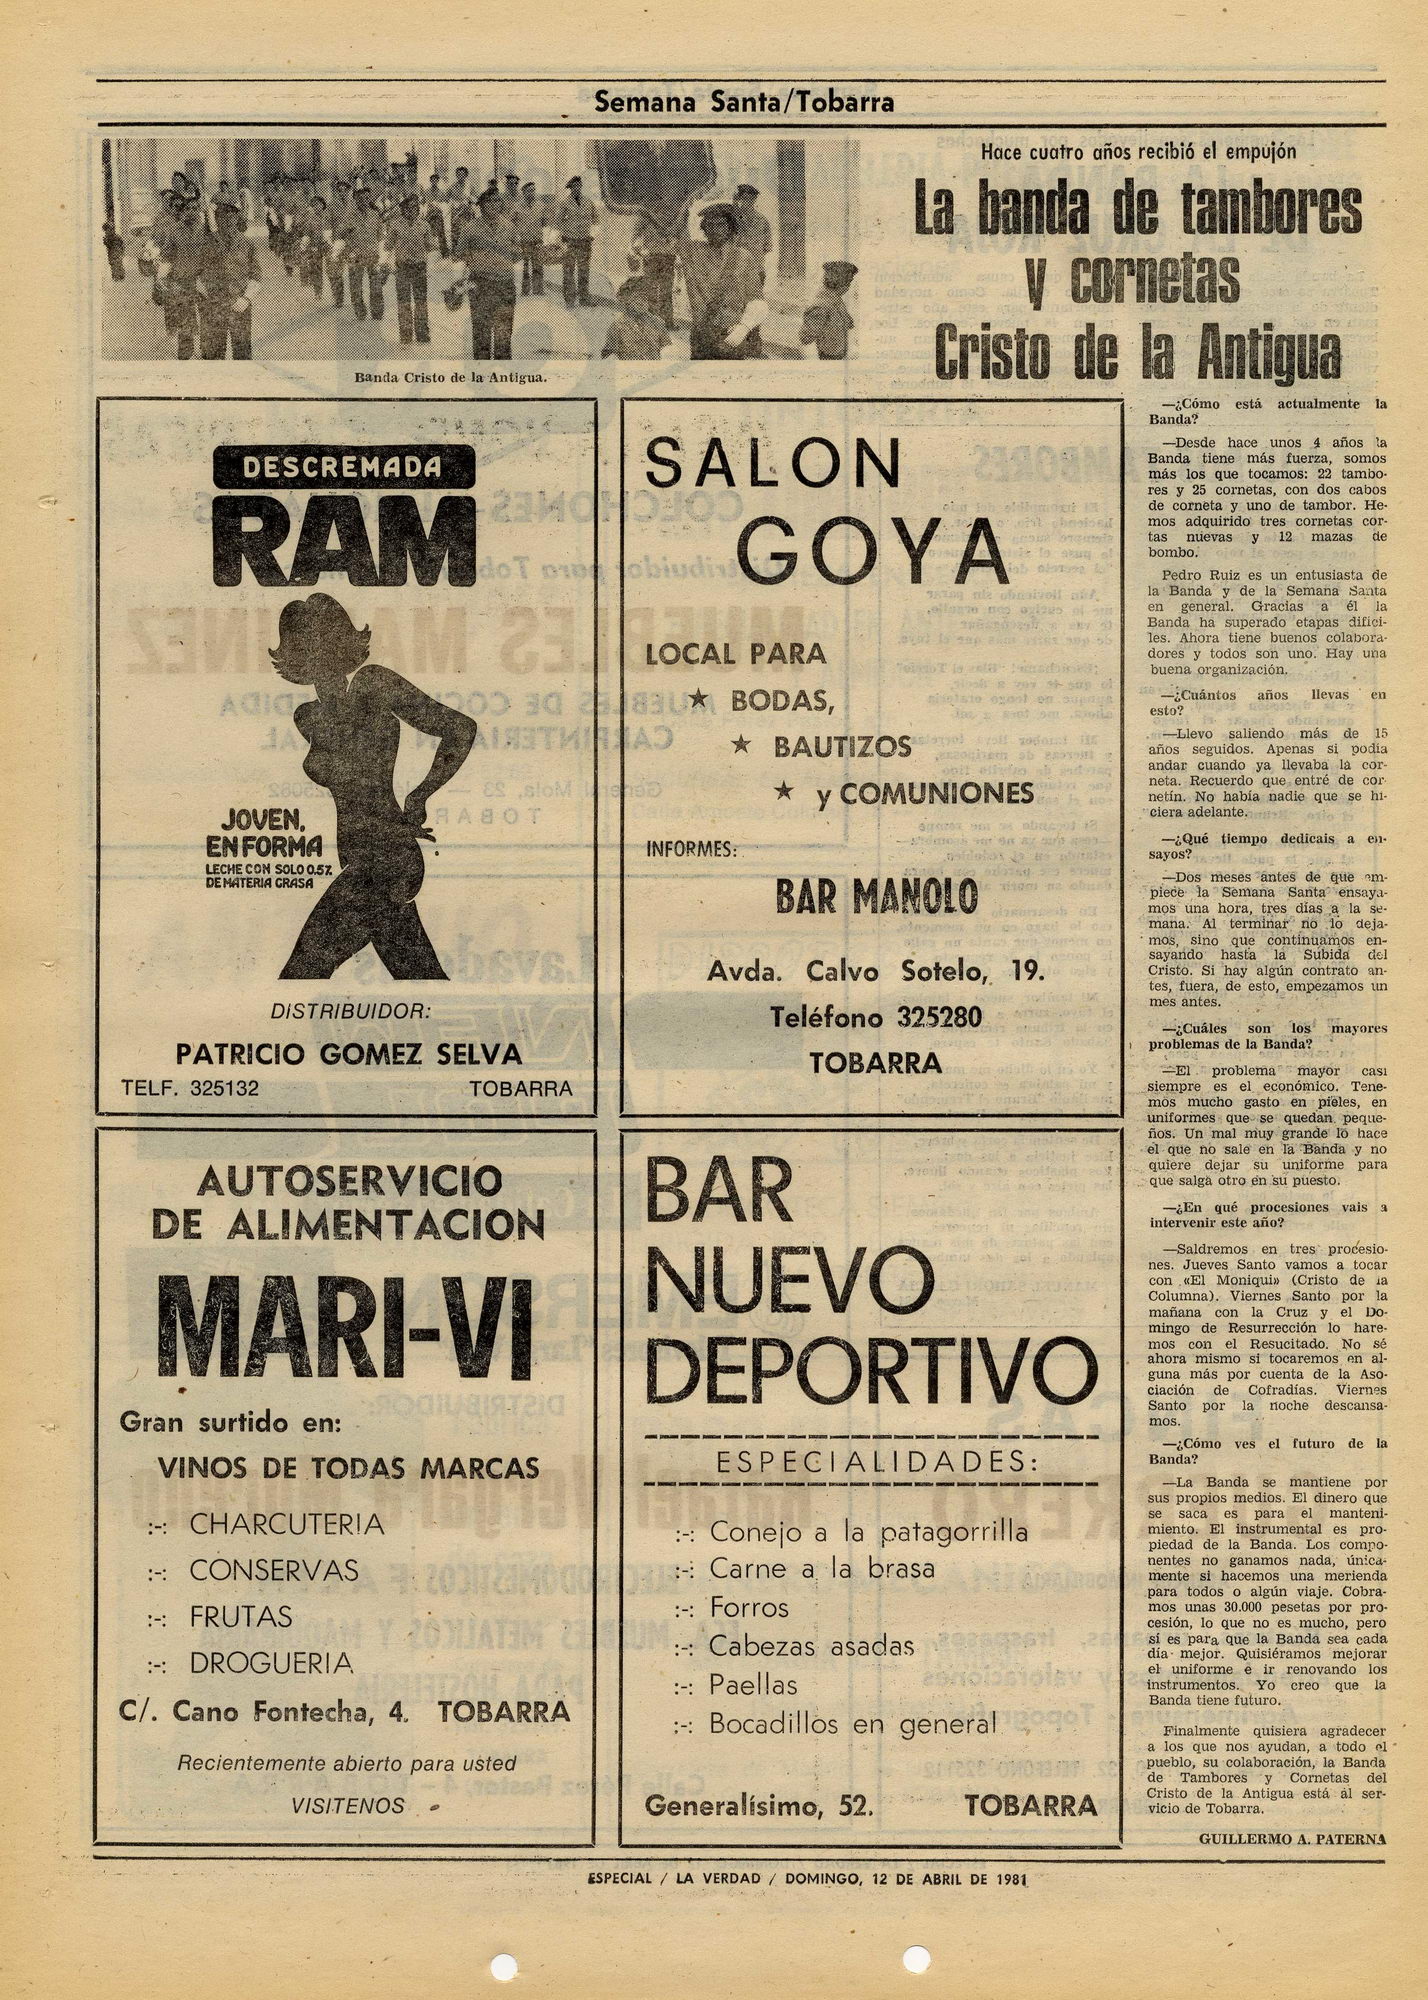 Semana Santa/Tobarra
Banda Cristo de la Antigua.
Hace cuatro años recibió el empujón
La banda de tambores
y cornetas
Cristo de la Antigua
—¿Cómo está actualmente la
Banda?
—Desde hace unos 4 años la
Banda tiene más fuerza, somos
más los que tocamos: 22 tambo-
res y 25 cornetas, con dos cabos
de corneta y uno de tambor. He-
mos adquirido tres cornetas cor-
tas nuevas y 12 mazas de
bombo.
Pedro Ruiz es un entusiasta de
la Banda y de la Semana Santa
en general. Gracias a él la
Banda ha superado etapas difíci-
les. Ahora tiene buenos colabora-
dores y todos son uno. Hay una
buena organización.
—¿Cuántos años llevas en
esto?
—Llevo saliendo más de 15
años seguidos. Apenas si podía
andar cuando ya llevaba la cor-
neta. Recuerdo que entré de cor-
netín. No había nadie que se hi-
ciera adelante.
—¿Qué tiempo dedicais a en-
sayos?
—Dos meses antes de que em-
piece la Semana Santa ensaya-
mos una hora, tres días a la se-
mana. Al terminar no lo deja-
mos, sino que continuamos en-
sayando hasta la Subida del
Cristo. Si hay algún contrato an-
tes, fuera, de esto, empezamos un
mes antes.
—¿Cuáles son los mayores
problemas de la Banda?
—El problema mayor casi
siempre es el económico. Tene-
mos mucho gasto en pieles, en
uniformes que se quedan peque-
ños. Un mal muy grande lo hace
el que no sale en la Banda y no
quiere dejar su uniforme para
que salga otro en su puesto.
—¿En qué procesiones vais a
intervenir este año?
—Saldremos en tres procesio-
nes. Jueves Santo vamos a tocar
con «El Moniqui» (Cristo de la
Columna). Viernes Santo por la
mañana con la Cruz y el Do-
mingo de Resurrección lo hare-
mos con el Resucitado. No sé
ahora mismo si tocaremos en al-
guna más por cuenta de la Aso-
ciación de Cofradías. Viernes
Santo por la noche descansa-
mos.
—¿Cómo ves el futuro de la
Banda?
—La Banda se mantiene por
sus propios medios. El dinero que
se saca es para el manteni-
miento. El instrumental es pro-
piedad de la Banda. Los compo-
nentes no ganamos nada, única-
mente si hacemos una merienda
para todos o algún viaje. Cobra-
mos unas 30.000 pesetas por pro-
cesión, lo que no es mucho, pero
sí es para que la Banda sea cada
día mejor. Quisiéramos mejorar
el uniforme e ir renovando los
instrumentos. Yo creo que la
Banda tiene futuro.
Finalmente quisiera agradecer
a los que nos ayudan, a todo el
pueblo, su colaboración, la Banda
de Tambores y Cornetas del
Cristo de la Antigua está al ser-
vicio de Tobarra.
GUILLERMO A. PATERNA
DESCREMADA
RAM
JOVEN,
EN FORMA
LECHE CON SOLO 0.5%
DE MATERIA GRASA
DISTRIBUIDOR:
PATRICIO GOMEZ SELVA
TELF. 325132 TOBARRA
SALON
GOYA
LOCAL PARA
★ BODAS,
★ BAUTIZOS
★ y COMUNIONES
INFORMES:
BAR MANOLO
Avda. Calvo Sotelo, 19.
Teléfono 325280
TOBARRA
AUTOSERVICIO
DE ALIMENTACION
MARI-VI
Gran surtido en:
VINOS DE TODAS MARCAS
:-: CHARCUTERIA
:-: CONSERVAS
:-: FRUTAS
:-: DROGUERIA
C/. Cano Fontecha, 4. TOBARRA
Recientemente abierto para usted
VISITENOS
BAR
NUEVO
DEPORTIVO
ESPECIALIDADES:
:-: Conejo a la patagorrilla
:-: Carne a la brasa
:-: Forros
:-: Cabezas asadas
:-: Paellas
:-: Bocadillos en general
Generalísimo, 52. TOBARRA
ESPECIAL / LA VERDAD / DOMINGO, 12 DE ABRIL DE 1981